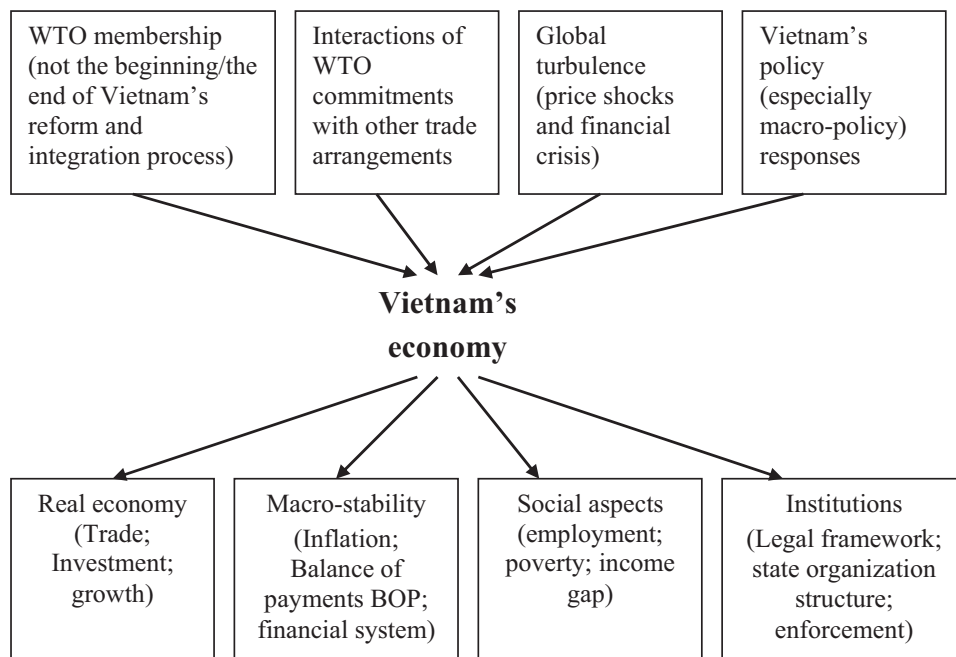 WTO membership
(not the beginning/the
end of Vietnam’s
reform and
integration process)
Interactions of
WTO
commitments
with other trade
arrangements
Global
turbulence
(price shocks
and financial
crisis)
Vietnam’s
policy
(especially
macro-policy)
responses
Vietnam’s
economy
Real economy
(Trade;
Investment;
growth)
Macro-stability
(Inflation;
Balance of
payments BOP;
financial system)
Social aspects
(employment;
poverty; income
gap)
Institutions
(Legal framework;
state organization
structure;
enforcement)